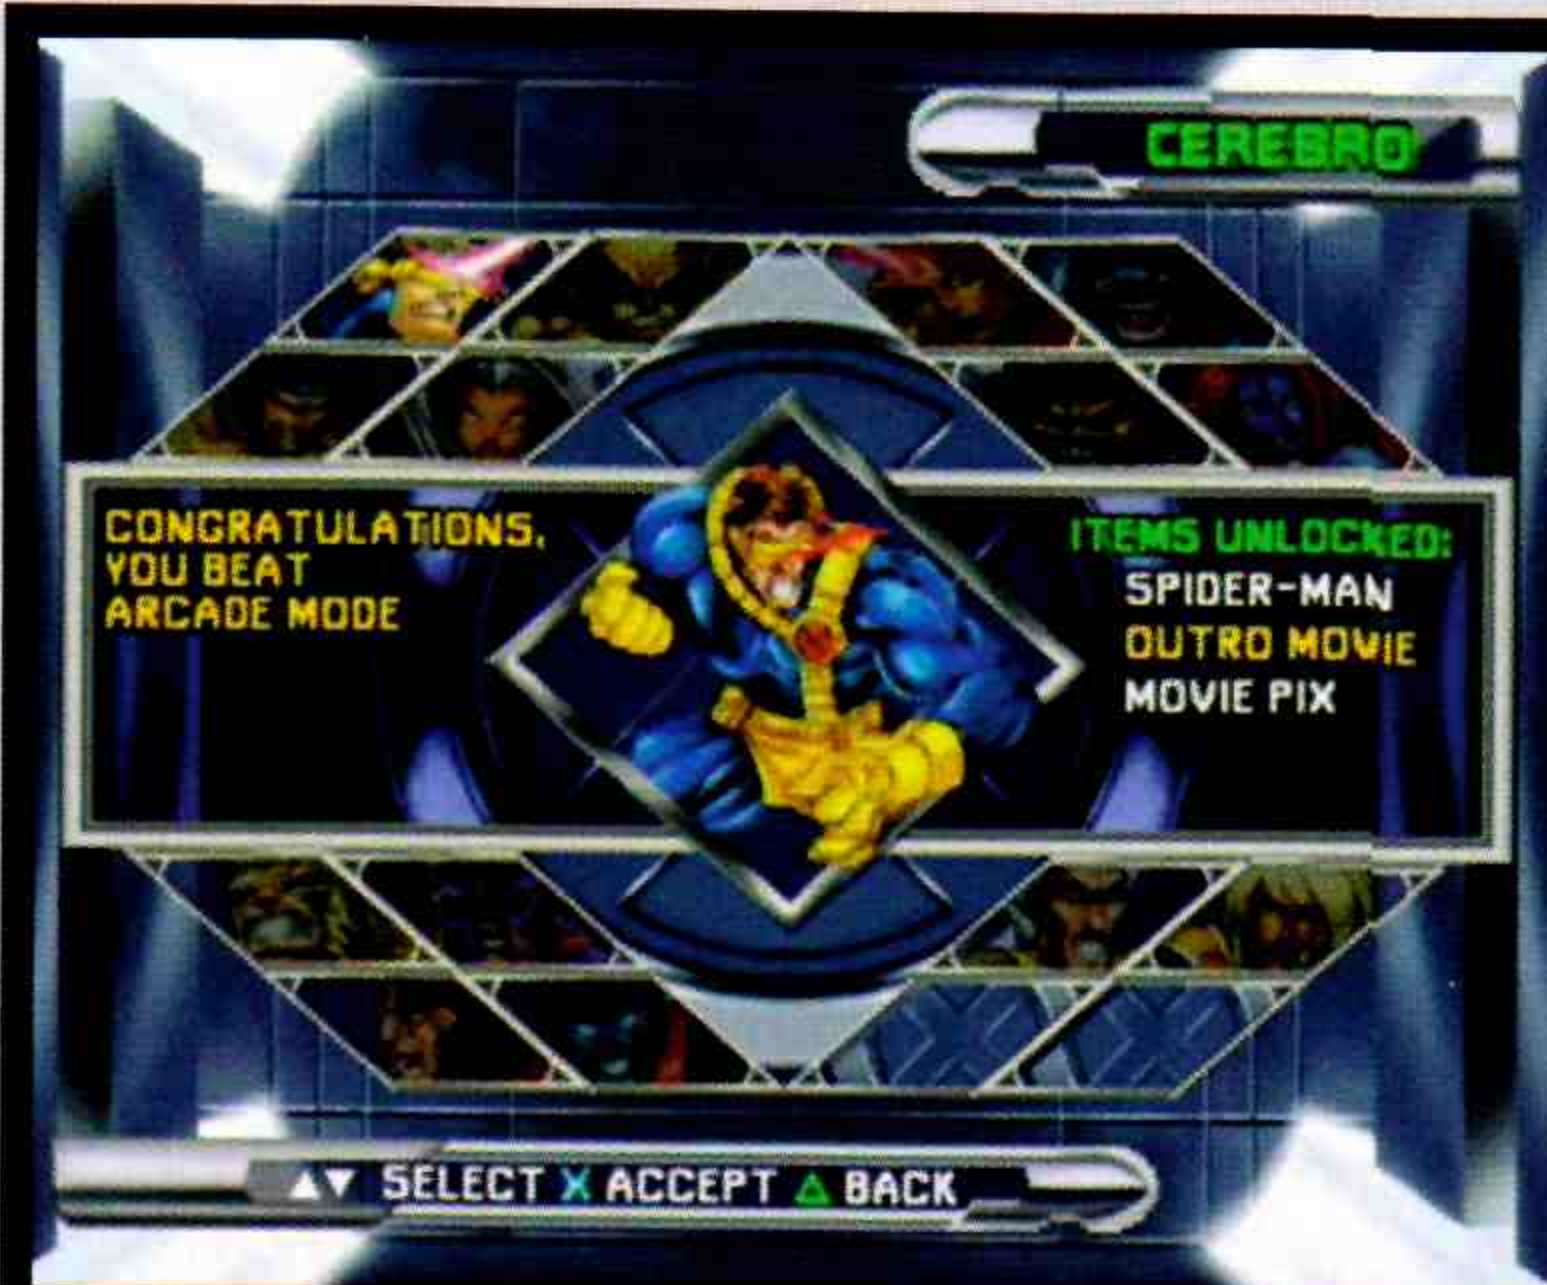 CEREBRO
CONGRATULATIONS,
YOU BEAT
ARCADE MODE
ITEMS UNLOCKED:
SPIDER-MAN
OUTRO MOVIE
MOVIE PIX
▲▼ SELECT X ACCEPT △ BACK